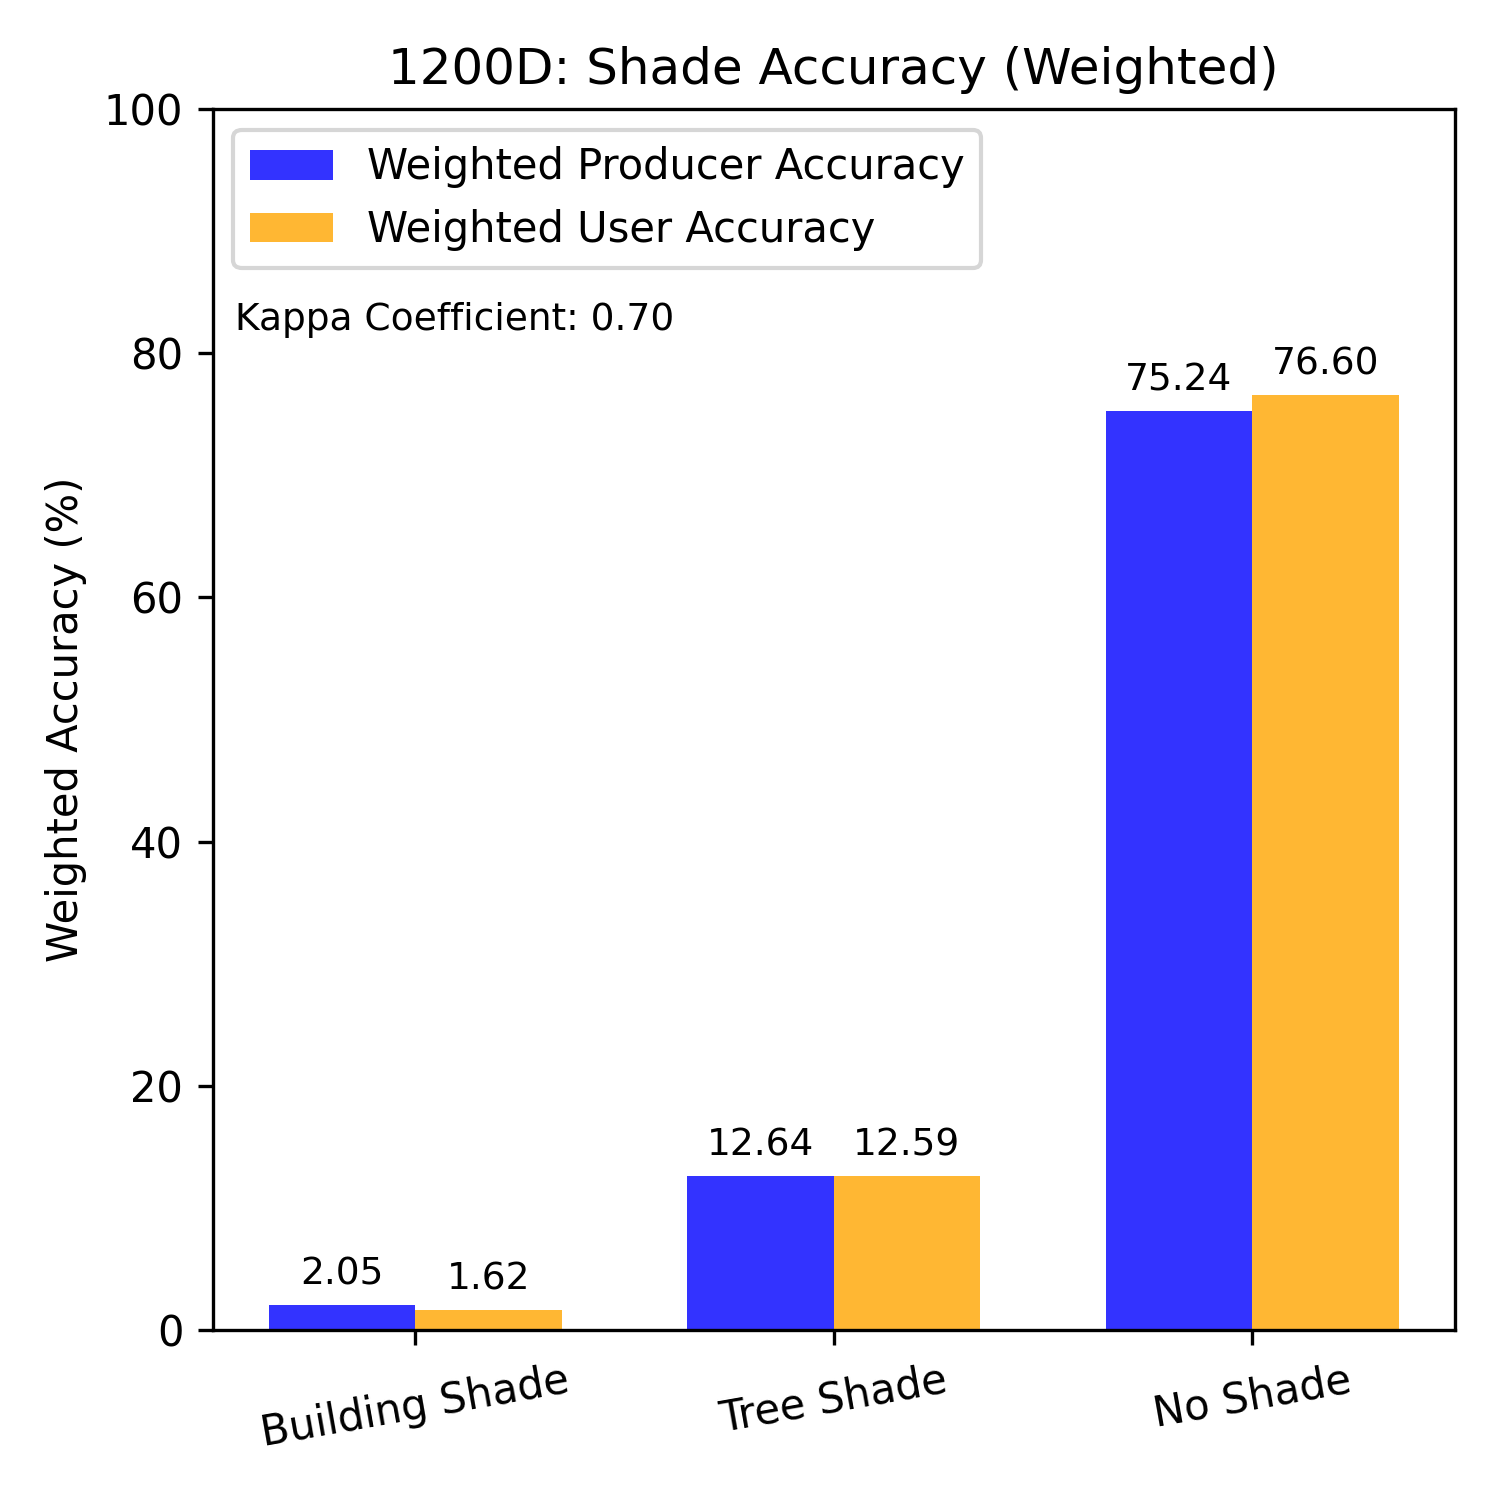 1200D: Shade Accuracy (Weighted)
Weighted Producer Accuracy
Weighted User Accuracy
Kappa Coefficient: 0.70
Weighted Accuracy (%)
100
80
60
40
20
0
2.05
1.62
12.64
12.59
75.24
76.60
Building Shade
Tree Shade
No Shade